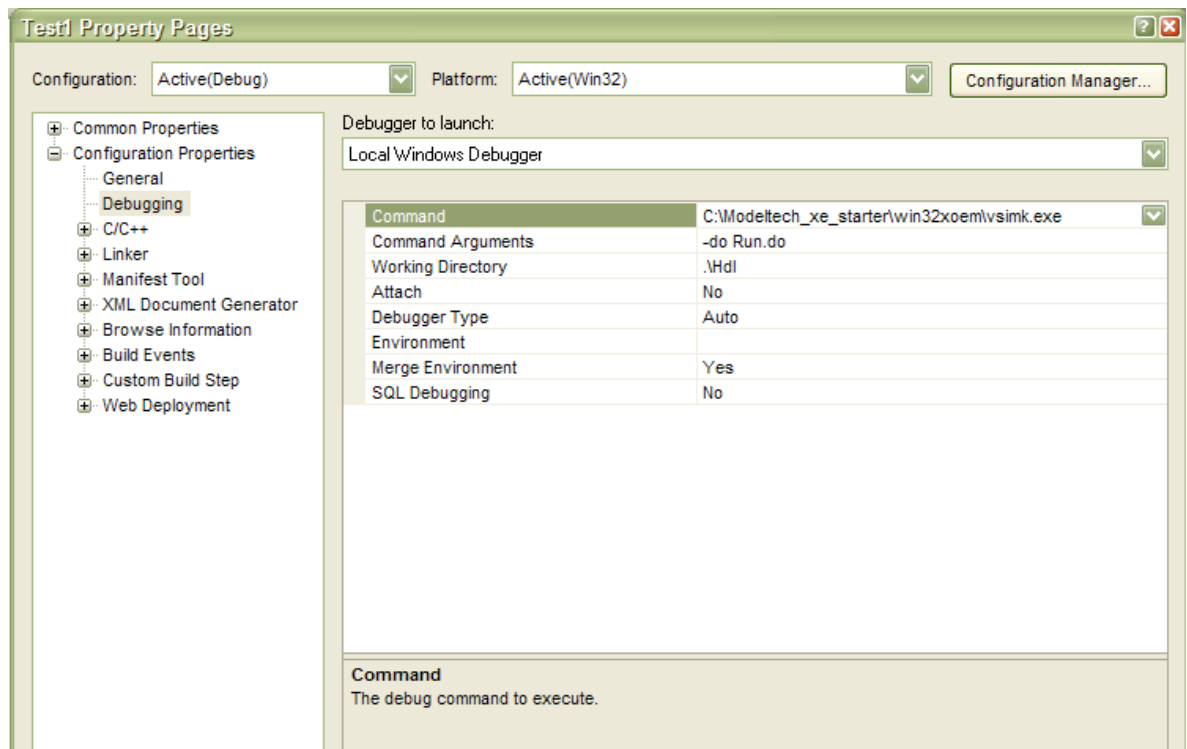 Test1 Property Pages
Configuration: Active(Debug) Platform: Active(Win32) Configuration Manager...
Common Properties
Configuration Properties
General
Debugging
C/C++
Linker
Manifest Tool
XML Document Generator
Browse Information
Build Events
Custom Build Step
Web Deployment
Debugger to launch:
Local Windows Debugger
Command C:\Modeltech_xe_starter\win32xoem\vsimk.exe
Command Arguments -do Run.do
Working Directory .\Hdl
Attach No
Debugger Type Auto
Environment
Merge Environment Yes
SQL Debugging No
Command
The debug command to execute.